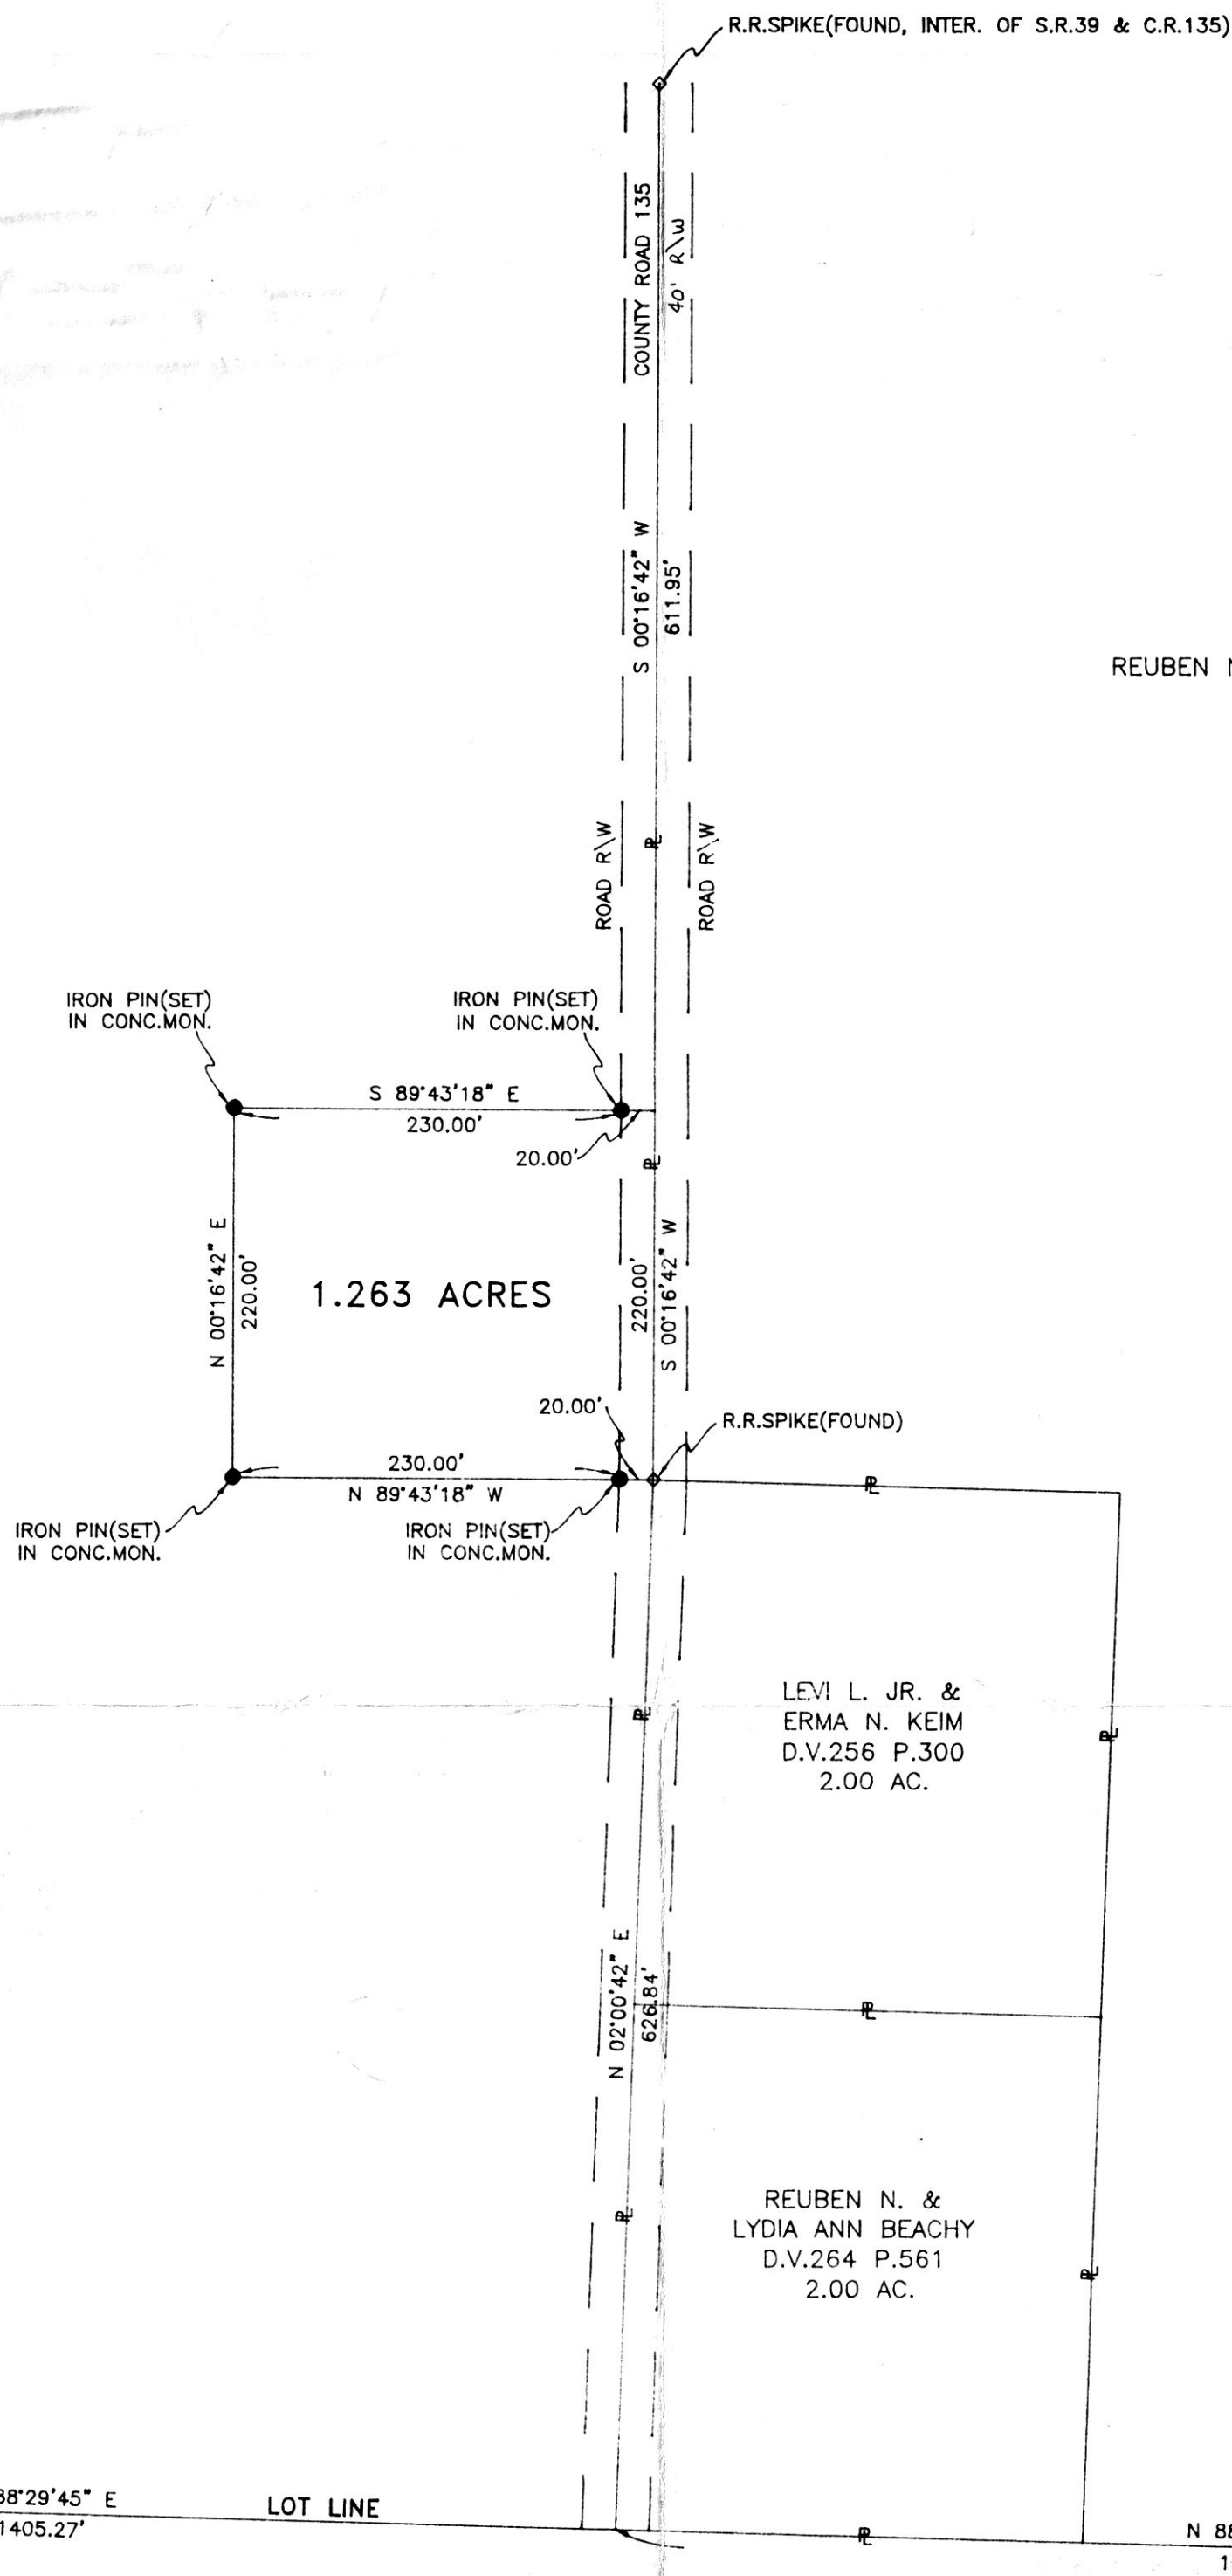 R.R.SPIKE(FOUND, INTER. OF S.R.39 & C.R.135)
COUNTY ROAD 135
40' R\W
S 00°16'42" W
611.95'
REUBEN
ROAD R\W
ROAD R\W
IRON PIN(SET)
IN CONC.MON.
IRON PIN(SET)
IN CONC.MON.
S 89°43'18" E
230.00'
20.00'
N 00°16'42" E
220.00'
1.263 ACRES
220.00'
S 00°16'42" W
20.00'
R.R.SPIKE(FOUND)
230.00'
N 89°43'18" W
IRON PIN(SET)
IN CONC.MON.
IRON PIN(SET)
IN CONC.MON.
LEVI L. JR. &
ERMA N. KEIM
D.V.256 P.300
2.00 AC.
N 02°00'42" E
626.84'
REUBEN N. &
LYDIA ANN BEACHY
D.V.264 P.561
2.00 AC.
88°29'45" E
1405.27'
LOT LINE
N 88
1